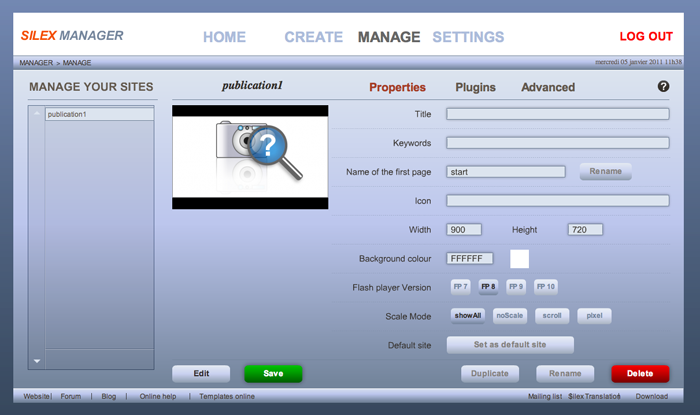 SILEX MANAGER HOME CREATE MANAGE SETTINGS LOG OUT
MANAGER > MANAGE mercredi 05 janvier 2011 11h38
MANAGE YOUR SITES publication1 Properties Plugins Advanced ?
publication1
?
Title
Keywords
Name of the first page start Rename
Icon
Width 900 Height 720
Background colour FFFFFF
Flash player Version FP 7 FP 8 FP 9 FP 10
Scale Mode showAll noScale scroll pixel
Default site Set as default site
Edit Save Duplicate Rename Delete
Website| Forum | Blog | Online help | Templates online Mailing list Silex Translation Download